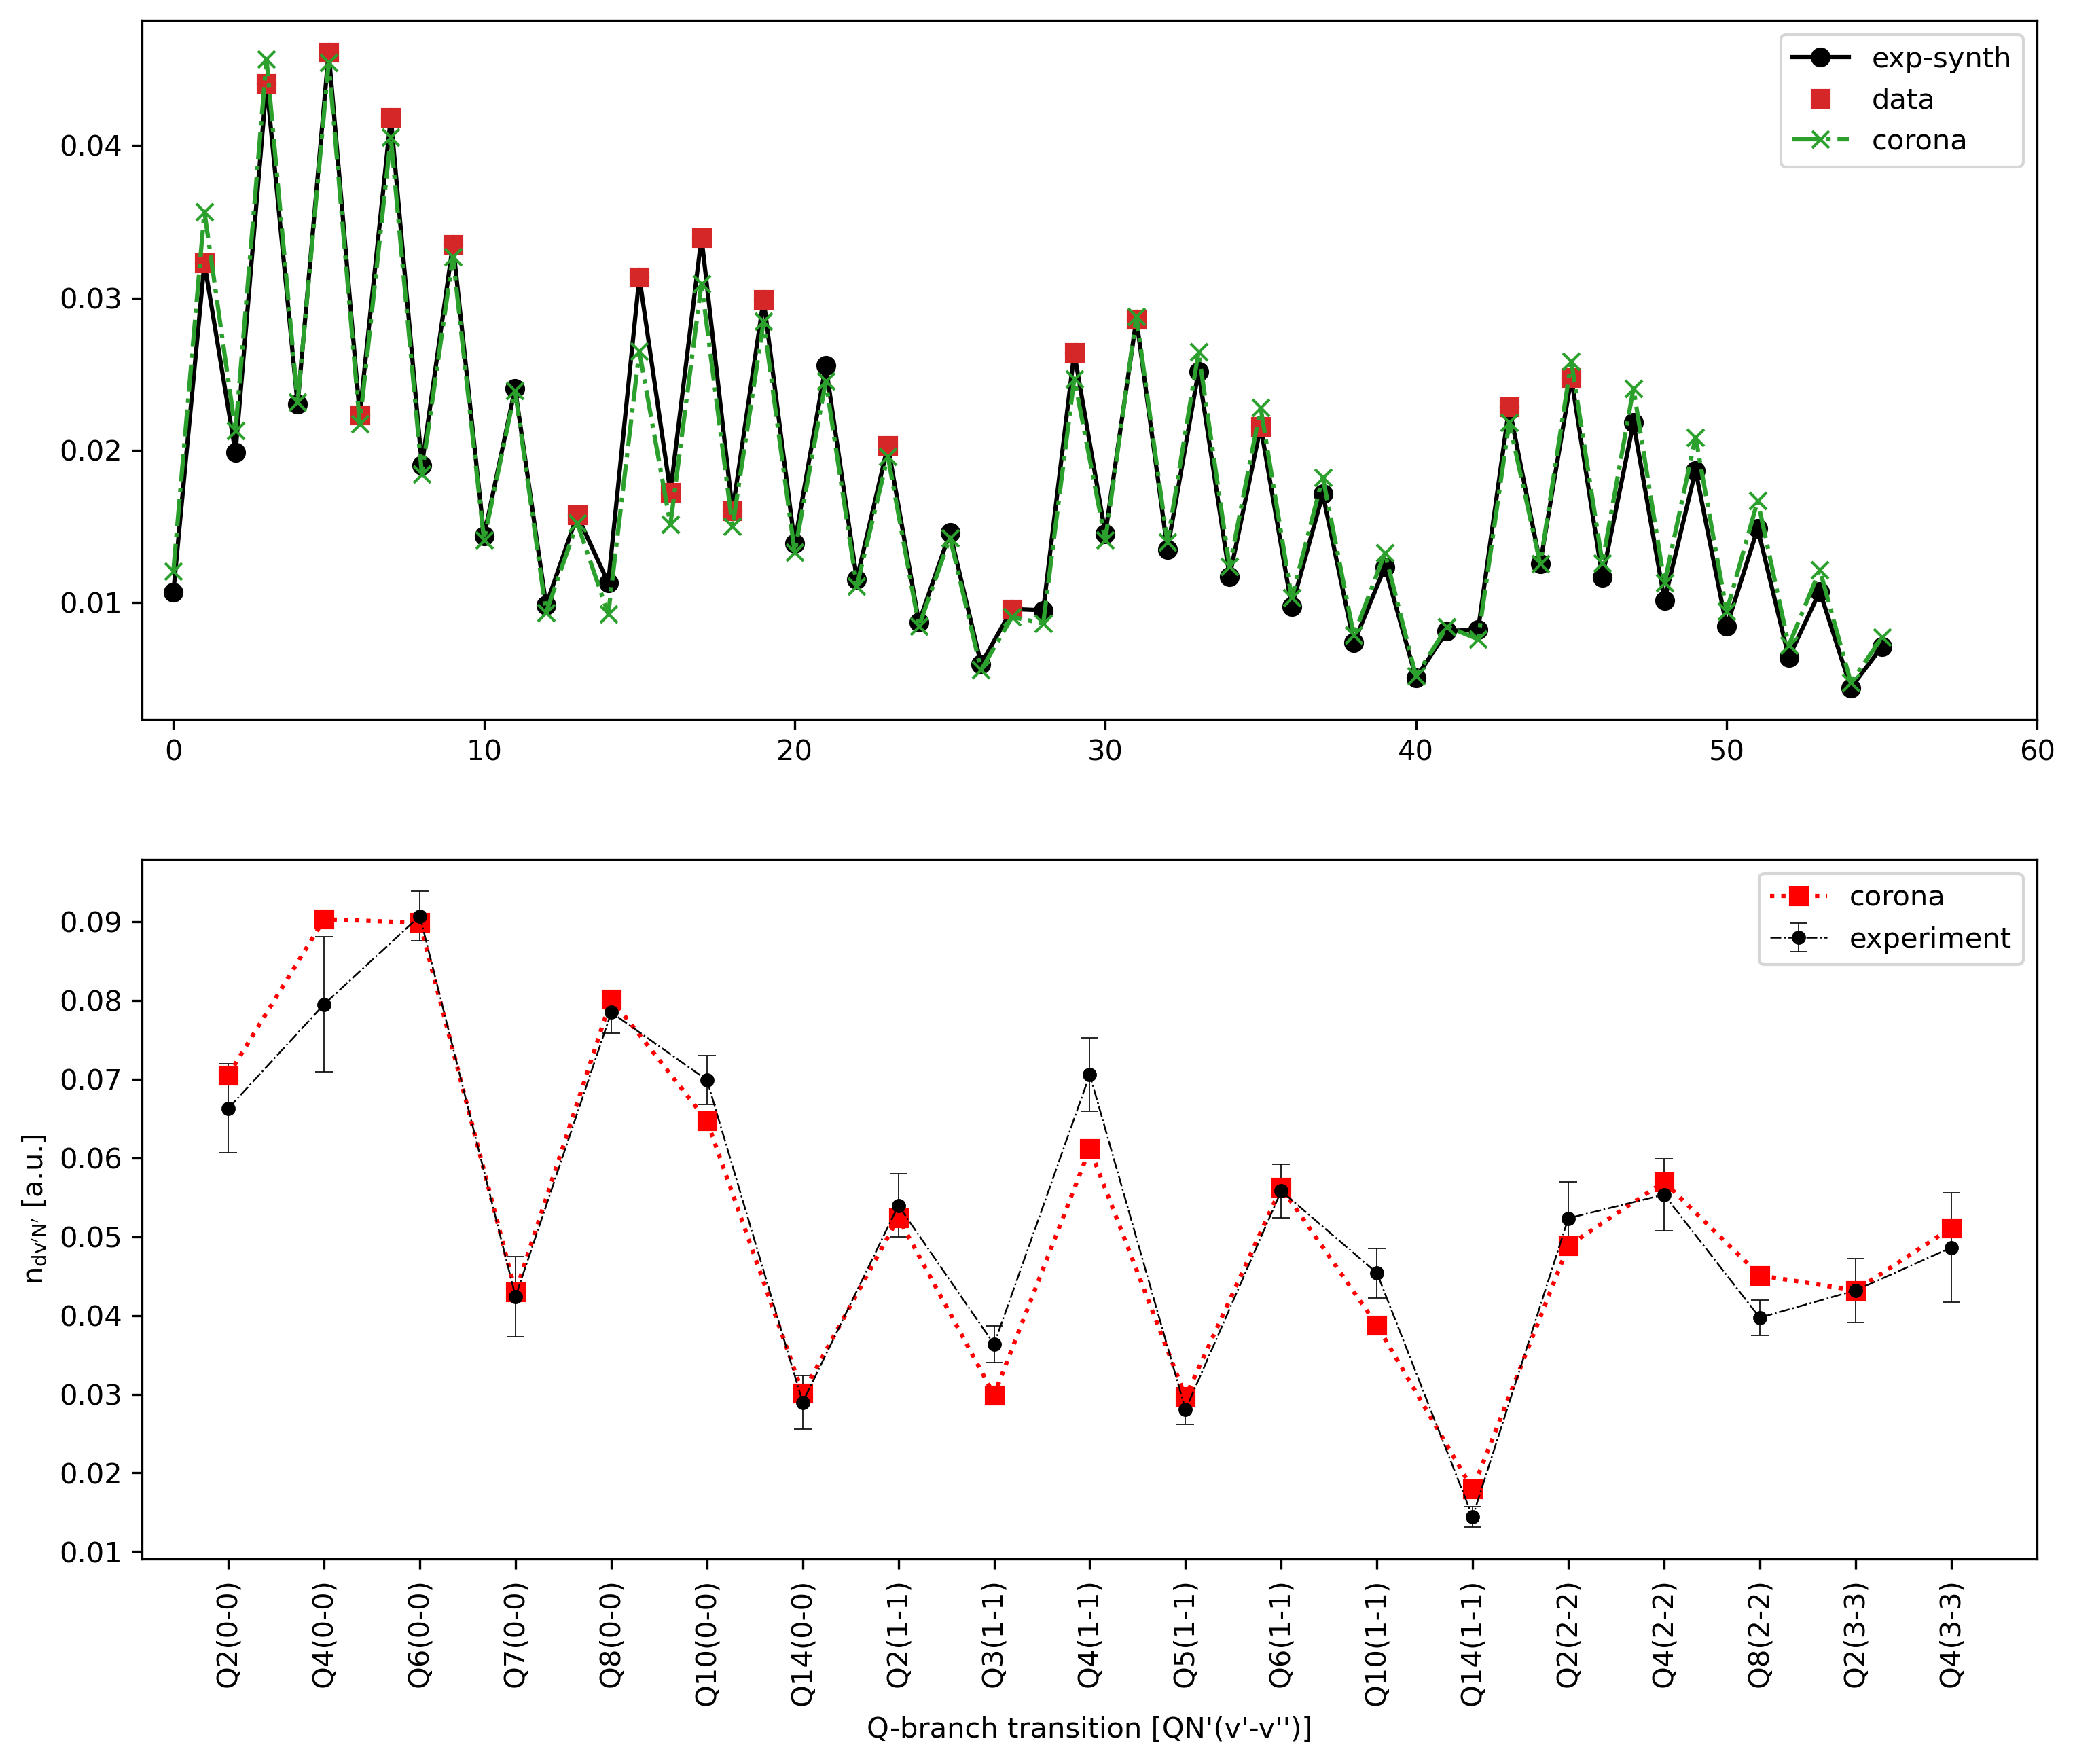 exp-synth
data
corona
0.04
0.03
0.02
0.01
0 10 20 30 40 50 60
corona
experiment
0.09
0.08
0.07
0.06
0.05
0.04
0.03
0.02
0.01
ndv'N' [a.u.]
Q2(0-0)
Q4(0-0)
Q6(0-0)
Q7(0-0)
Q8(0-0)
Q10(0-0)
Q14(0-0)
Q2(1-1)
Q3(1-1)
Q4(1-1)
Q5(1-1)
Q6(1-1)
Q10(1-1)
Q14(1-1)
Q2(2-2)
Q4(2-2)
Q8(2-2)
Q2(3-3)
Q4(3-3)
Q-branch transition [QN'(v'-v'')]